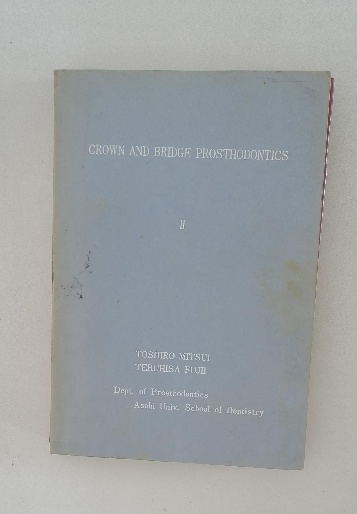 CROWN AND BRIDGE PROSTHODONTICS
II
TOSHIRO MITSUI
TERUHISA FUJII
Dept. of Prosthodontics
Asahi Univ. School of Dentistry